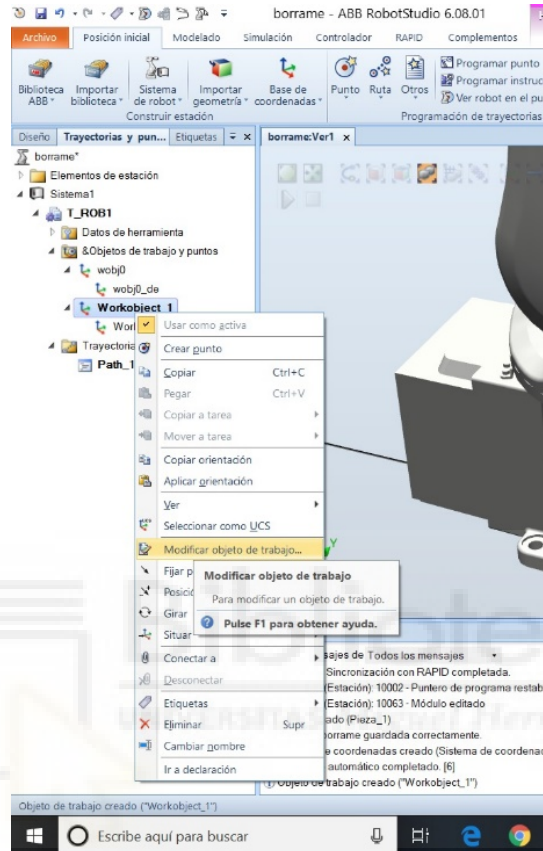 borrame - ABB RobotStudio 6.08.01
Archivo Posición inicial Modelado Simulación Controlador RAPID Complementos
Biblioteca ABB Importar biblioteca Sistema de robot Importar geometría Base de coordenadas Punto Ruta Otros
Programar punto
Programar instruc
Ver robot en el pu
Construir estación Programación de trayectorias
Diseño Trayectorias y pun... Etiquetas borrame:Ver1 x
borrame*
Elementos de estación
Sistema1
T_ROB1
Datos de herramienta
&Objetos de trabajo y puntos
wobj0
wobj0_de
Workobject_1
Worl
Trayectoria
Path_1
Usar como activa
Crear punto
Copiar Ctrl+C
Pegar Ctrl+V
Copiar a tarea
Mover a tarea
Copiar orientación
Aplicar orientación
Ver
Seleccionar como UCS
Modificar objeto de trabajo...
Y
Fijar p
Posició
Girar
Situar
Conectar a
Desconectar
Etiquetas
Eliminar Supr
Cambiar nombre
Ir a declaración
Modificar objeto de trabajo
Para modificar un objeto de trabajo.
Pulse F1 para obtener ayuda.
sajes de Todos los mensajes
Sincronización con RAPID completada.
(Estación): 10002 - Puntero de programa restab
(Estación): 10063 - Módulo editado
ado (Pieza_1)
borrame guardada correctamente.
e coordenadas creado (Sistema de coordena
automático completado. [6]
Objeto de trabajo creado ("Workobject_1")
Objeto de trabajo creado ("Workobject_1")
Escribe aquí para buscar